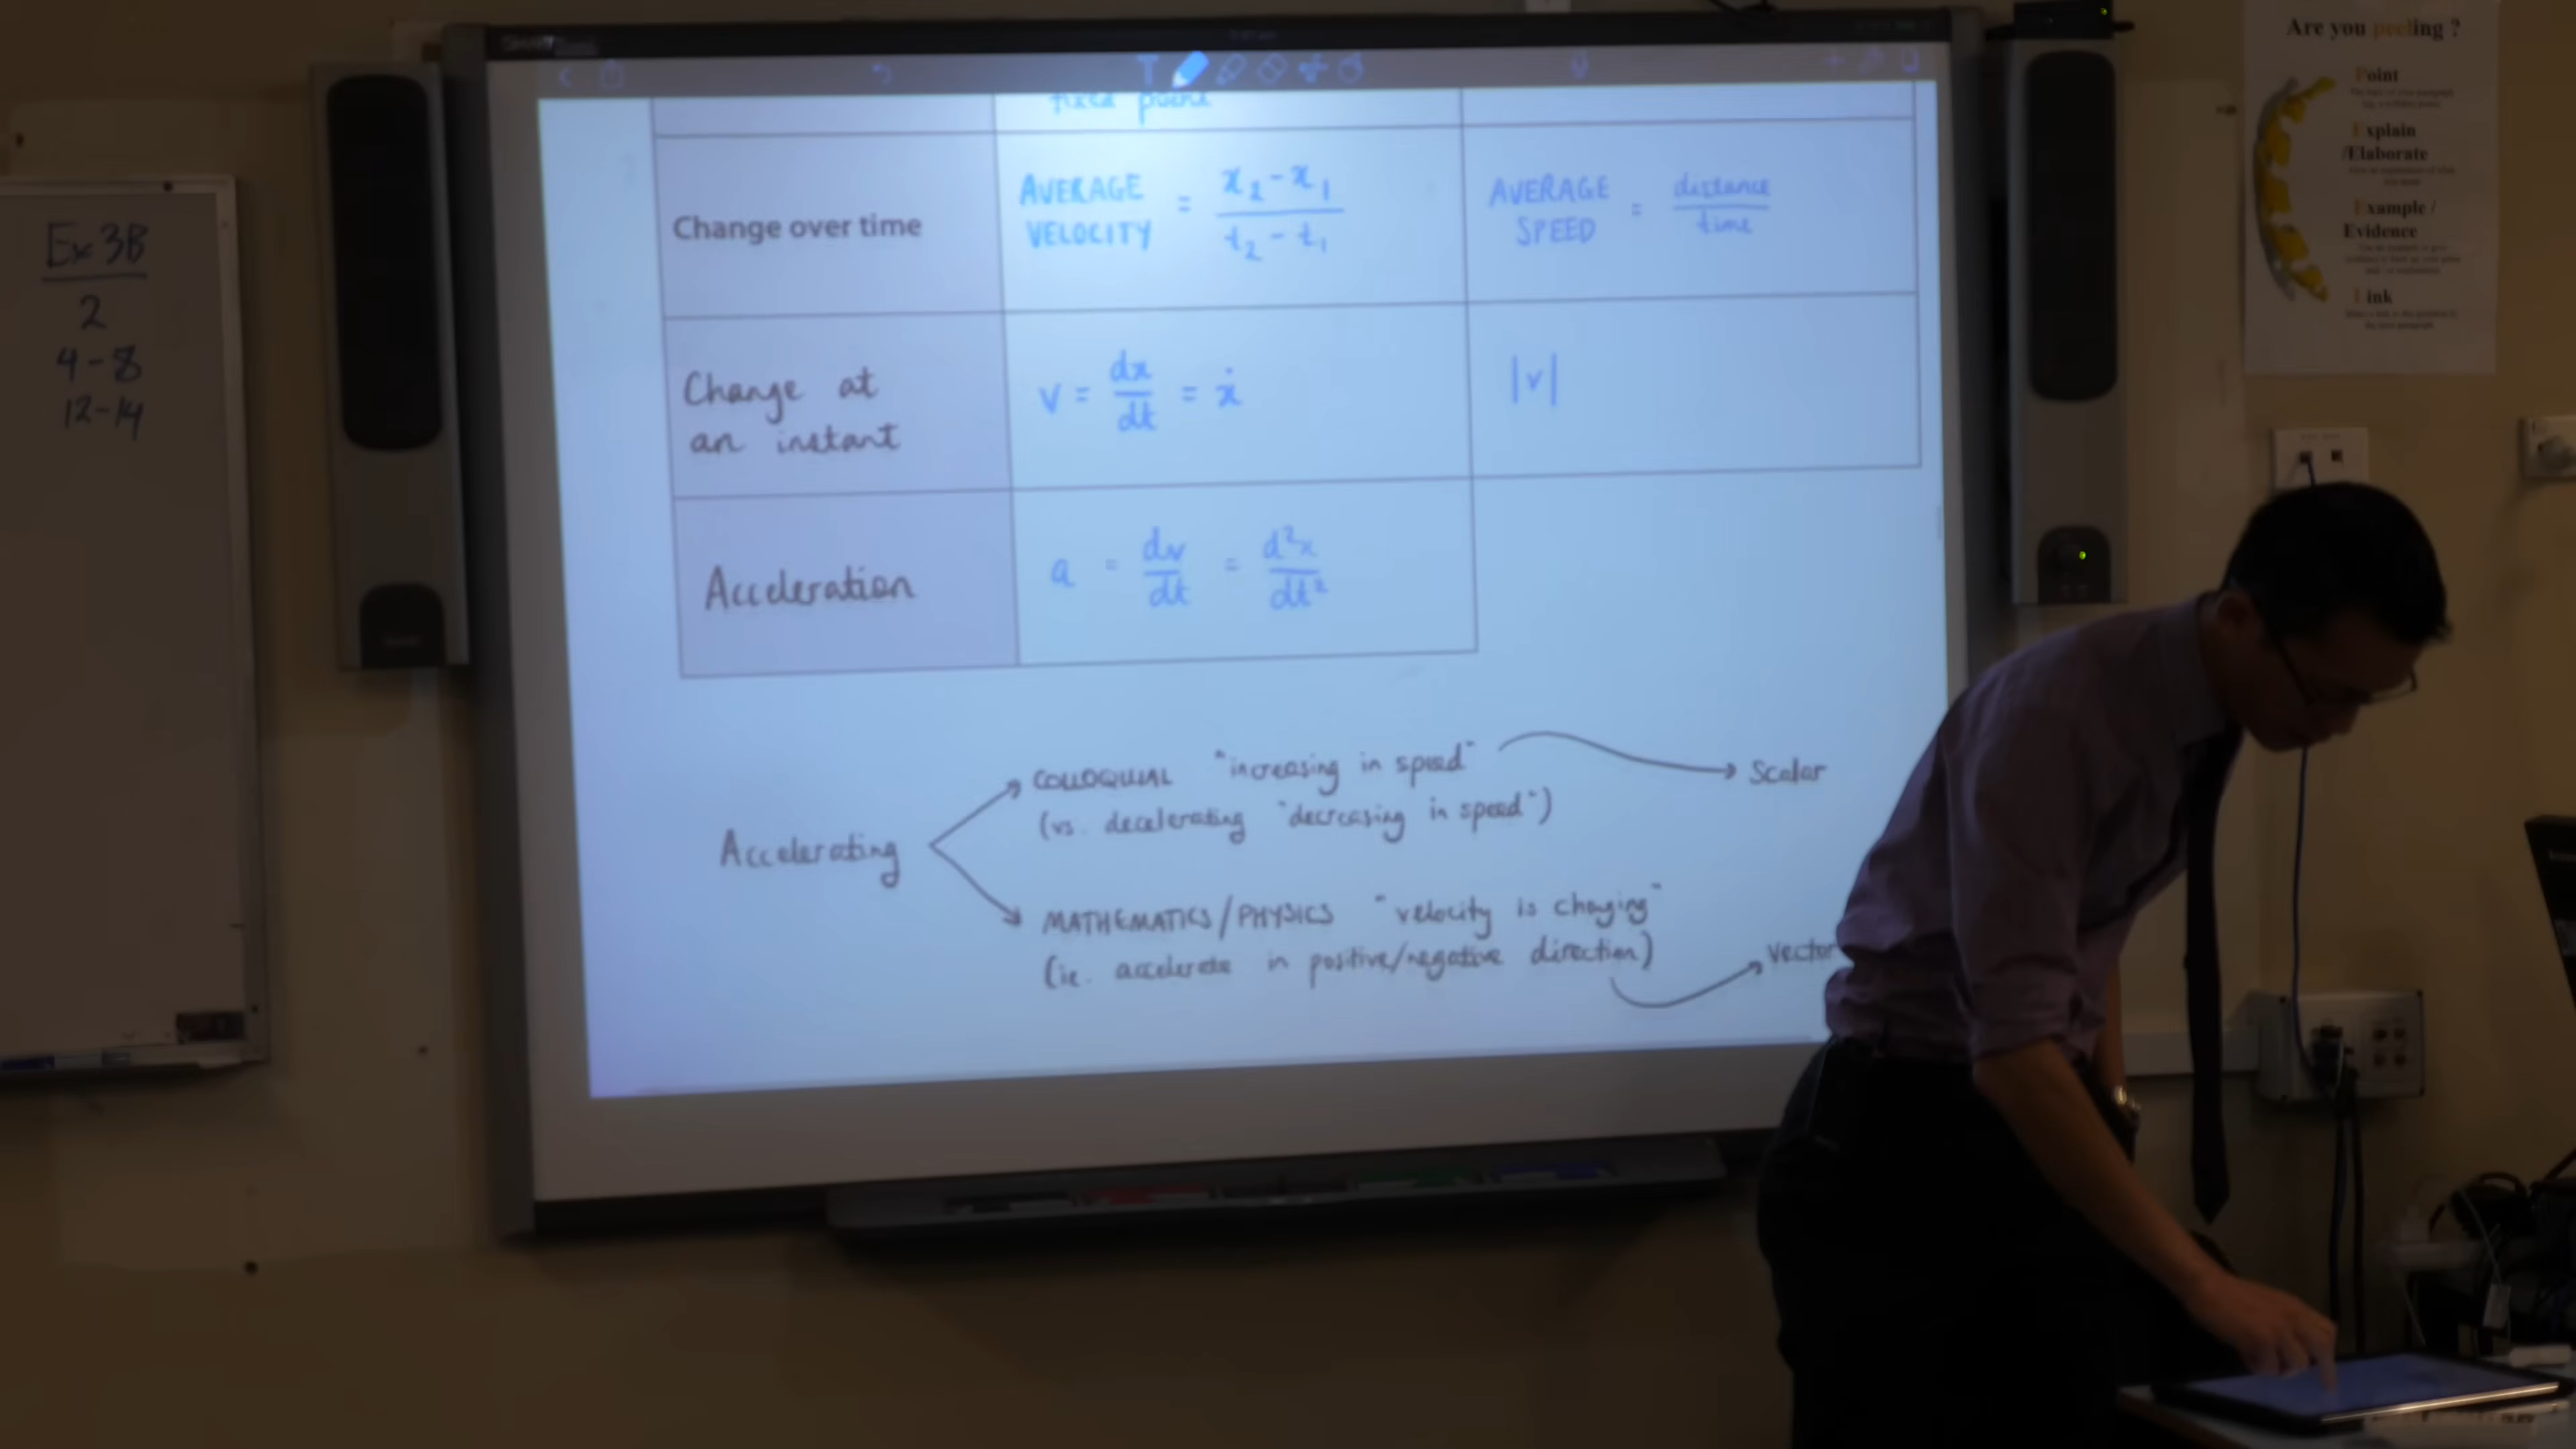 Ex 3B
2
4-8
12-14
fixed point
Change over time
AVERAGE VELOCITY = x₂-x₁ / t₂-t₁
AVERAGE SPEED = distance / time
Change at
an instant
v = dx/dt = ẋ
|v|
Acceleration
a = dv/dt = d²x/dt²
Accelerating
COLLOQUIAL "increasing in speed"
(vs. decelerating "decreasing in speed")
Scalar
MATHEMATICS/PHYSICS "velocity is changing"
(ie. accelerate in positive/negative direction)
vector
Are you peeling ?
Point
Explain
/Elaborate
Example /
Evidence
Link